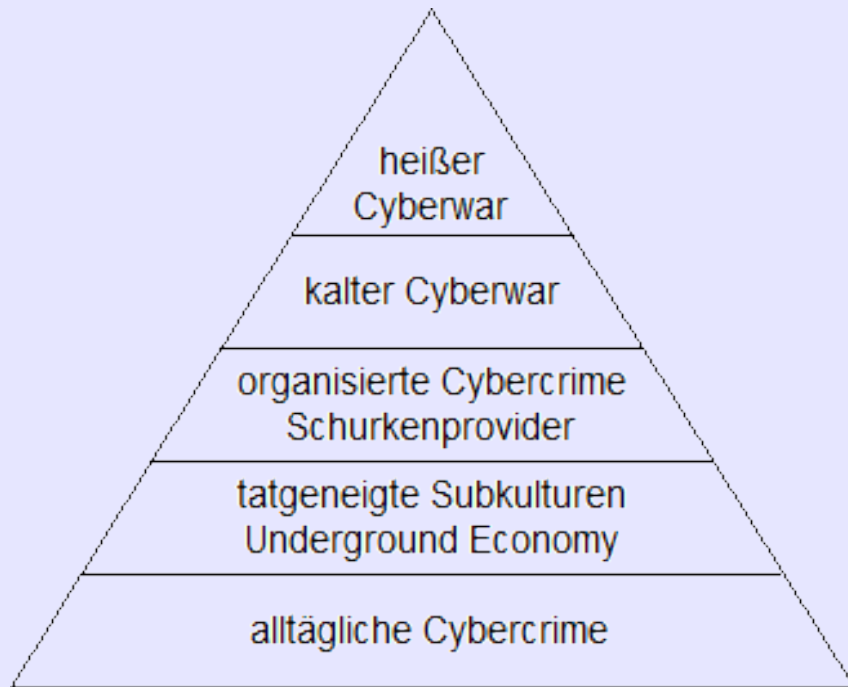 heißer
Cyberwar
kalter Cyberwar
organisierte Cybercrime
Schurkenprovider
tatgeneigte Subkulturen
Underground Economy
alltägliche Cybercrime